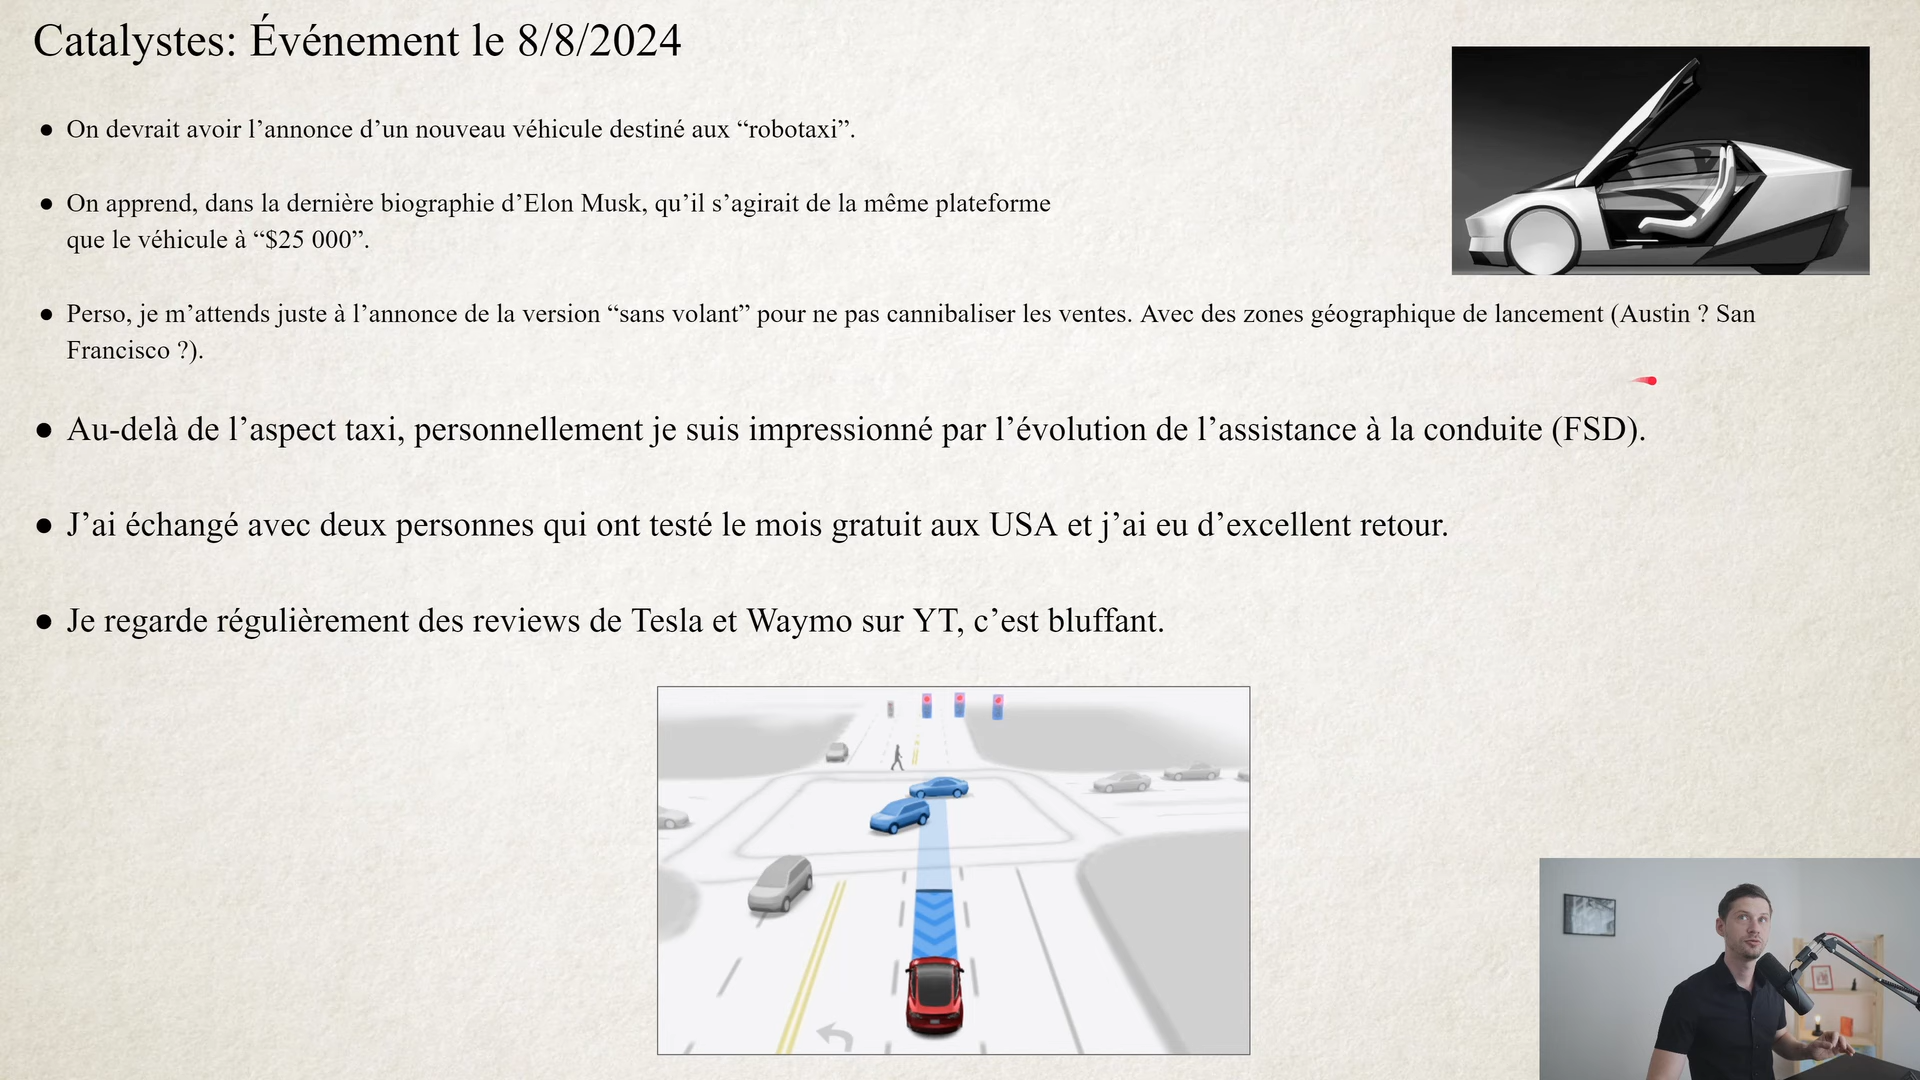 Catalystes: Événement le 8/8/2024
● On devrait avoir l’annonce d’un nouveau véhicule destiné aux “robotaxi”.
● On apprend, dans la dernière biographie d’Elon Musk, qu’il s’agirait de la même plateforme
que le véhicule à “$25 000”.
● Perso, je m’attends juste à l’annonce de la version “sans volant” pour ne pas cannibaliser les ventes. Avec des zones géographique de lancement (Austin ? San
Francisco ?).
● Au-delà de l’aspect taxi, personnellement je suis impressionné par l’évolution de l’assistance à la conduite (FSD).
● J’ai échangé avec deux personnes qui ont testé le mois gratuit aux USA et j’ai eu d’excellent retour.
● Je regarde régulièrement des reviews de Tesla et Waymo sur YT, c’est bluffant.